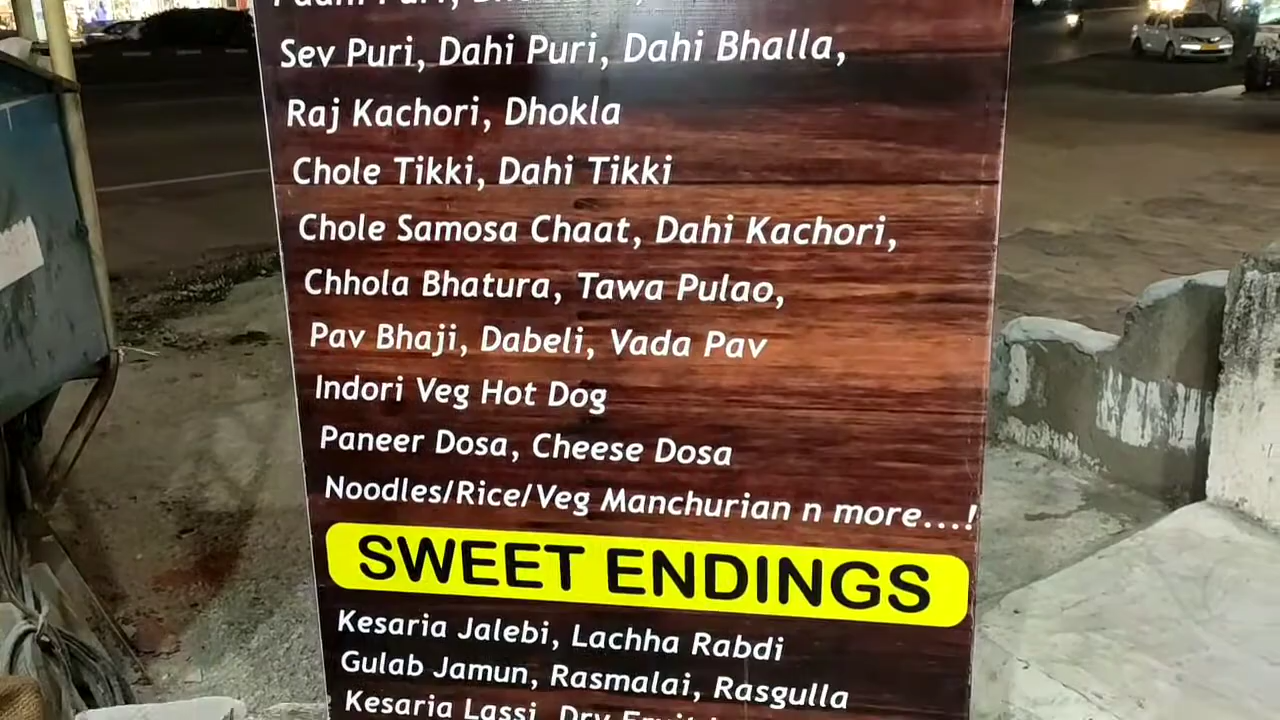 Puri,
Sev Puri, Dahi Puri, Dahi Bhalla,
Raj Kachori, Dhokla
Chole Tikki, Dahi Tikki
Chole Samosa Chaat, Dahi Kachori,
Chhola Bhatura, Tawa Pulao,
Pav Bhaji, Dabeli, Vada Pav
Indori Veg Hot Dog
Paneer Dosa, Cheese Dosa
Noodles/Rice/Veg Manchurian n more...!
SWEET ENDINGS
Kesaria Jalebi, Lachha Rabdi
Gulab Jamun, Rasmalai, Rasgulla
Kesaria Lassi, Dry